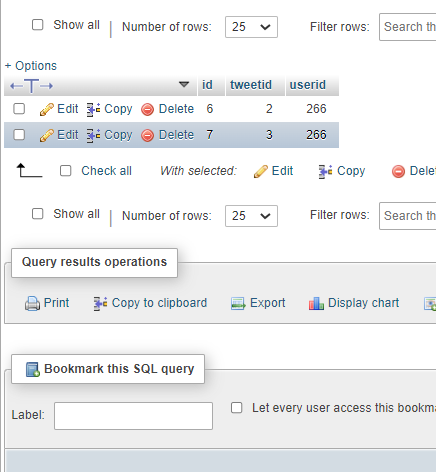 Show all Number of rows: 25 Filter rows: Search th
+ Options
id tweetid userid
Edit Copy Delete 6 2 266
Edit Copy Delete 7 3 266
Check all With selected: Edit Copy Delet
Show all Number of rows: 25 Filter rows: Search th
Query results operations
Print Copy to clipboard Export Display chart
Bookmark this SQL query
Label: Let every user access this bookma